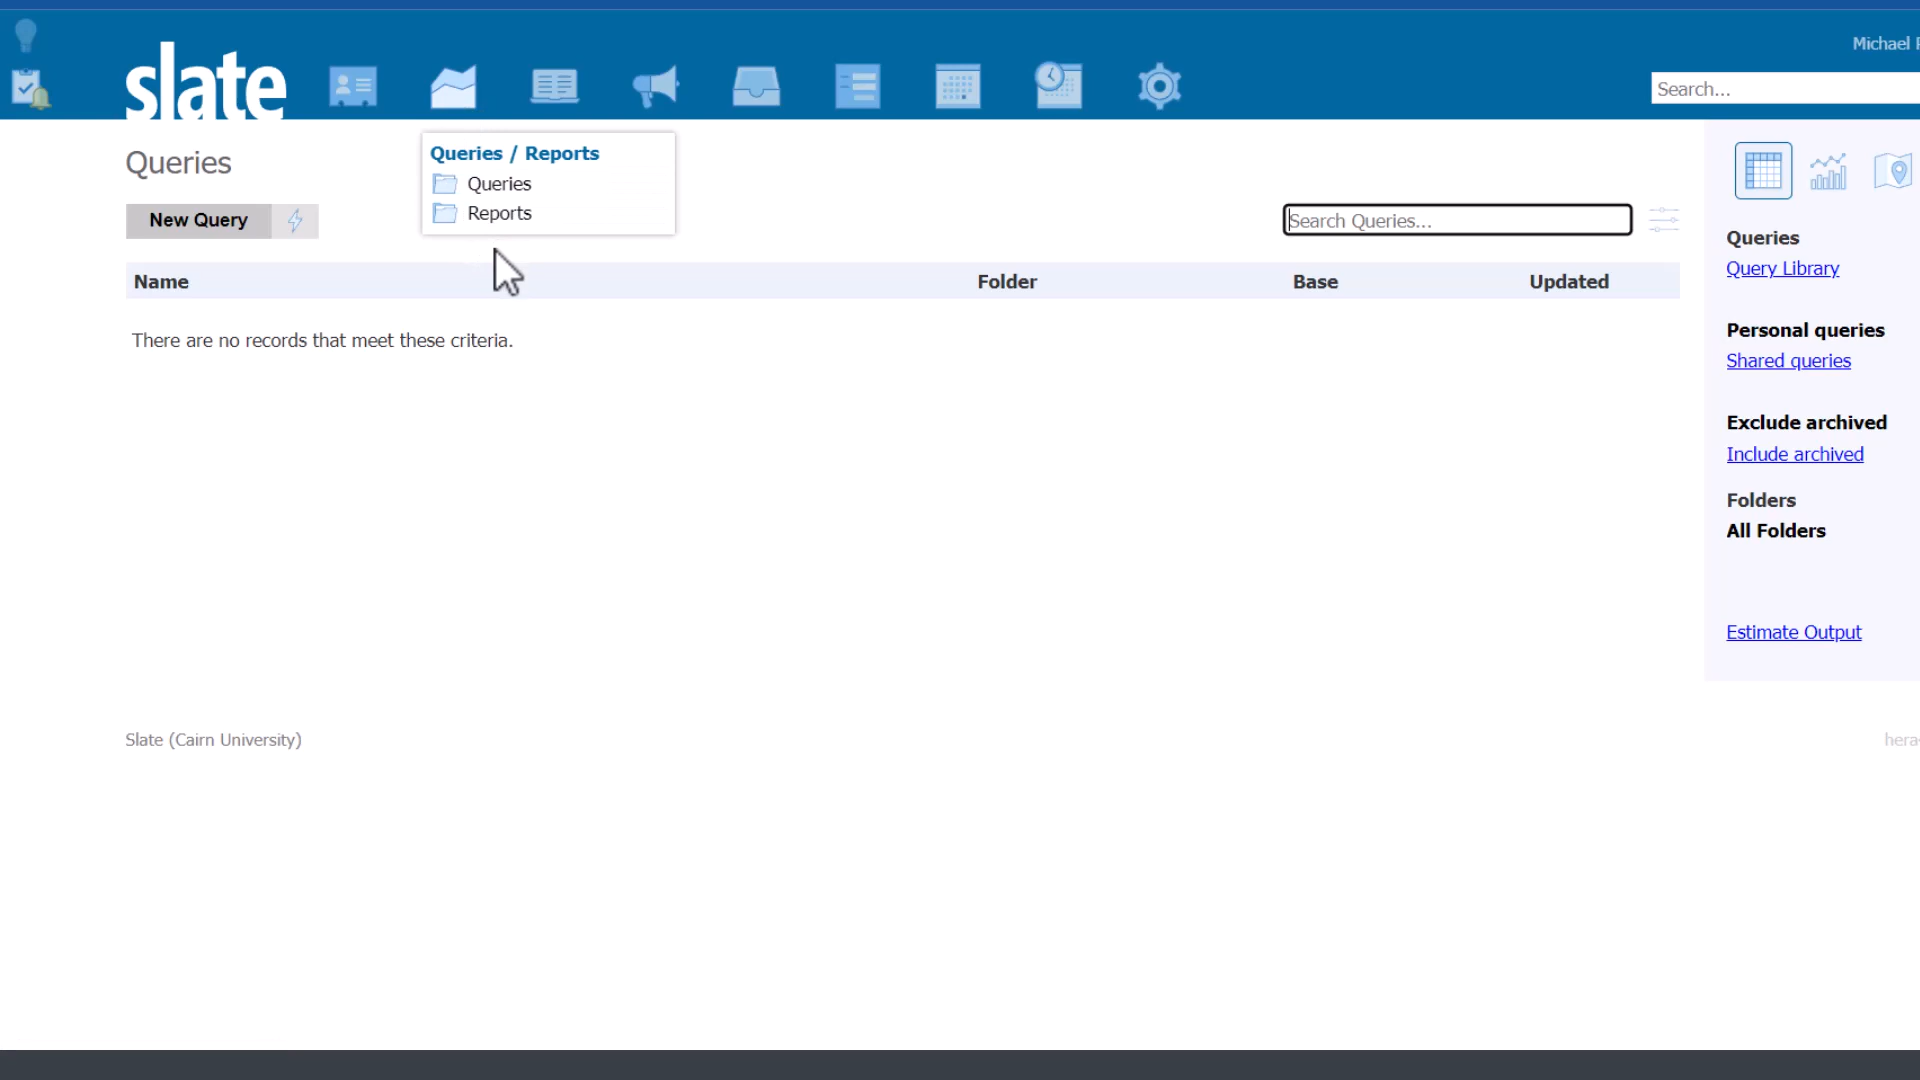 Michael
slate
Search...
Queries / Reports
Queries
Queries
Reports
New Query
Search Queries...
Queries
Query Library
Name Folder Base Updated
There are no records that meet these criteria.
Personal queries
Shared queries
Exclude archived
Include archived
Folders
All Folders
Estimate Output
Slate (Cairn University)
hera